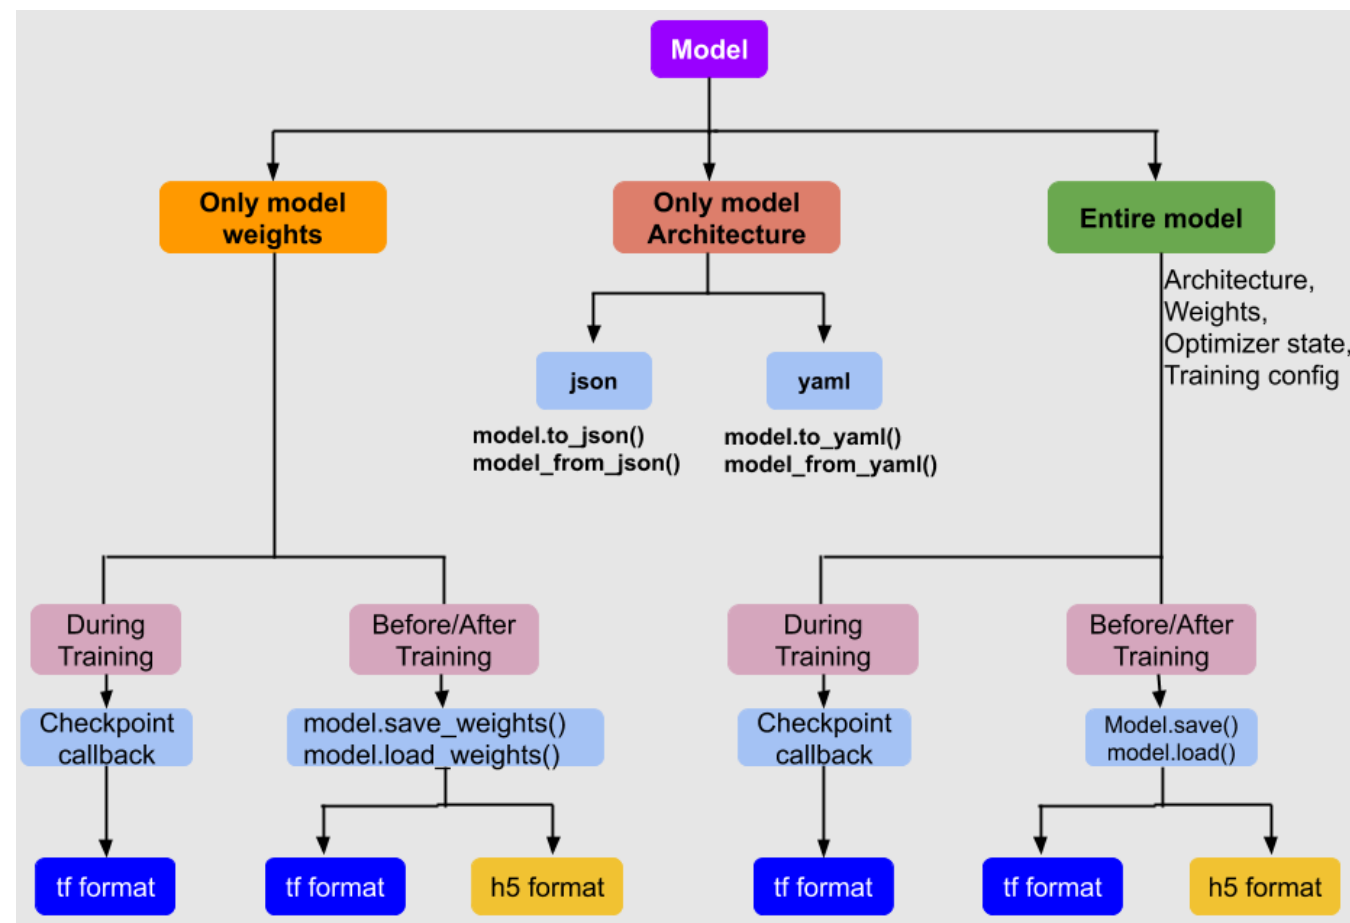 Model
Only model
weights
Only model
Architecture
Entire model
Architecture,
Weights,
Optimizer state,
Training config
json
yaml
model.to_json()
model_from_json()
model.to_yaml()
model_from_yaml()
During
Training
Before/After
Training
During
Training
Before/After
Training
Checkpoint
callback
model.save_weights()
model.load_weights()
Checkpoint
callback
Model.save()
model.load()
tf format
tf format
h5 format
tf format
tf format
h5 format